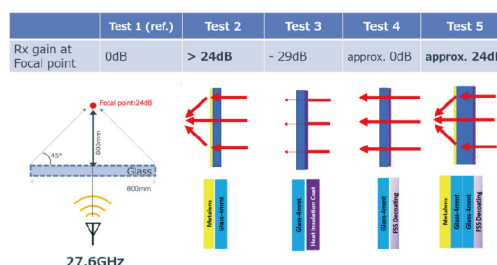 Test 1 (ref.) Test 2 Test 3 Test 4 Test 5
Rx gain at Focal point 0dB > 24dB - 29dB approx. 0dB approx. 24dB
Focal point:24dB
800mm
45°
Glass
800mm
27.6GHz
Metalens
Glass-4mmt
Glass-4mmt
Heat insulation Coat
Glass-4mmt
FSS Decoating
Metalens
Glass-4mmt
Glass-4mmt
FSS Decoating